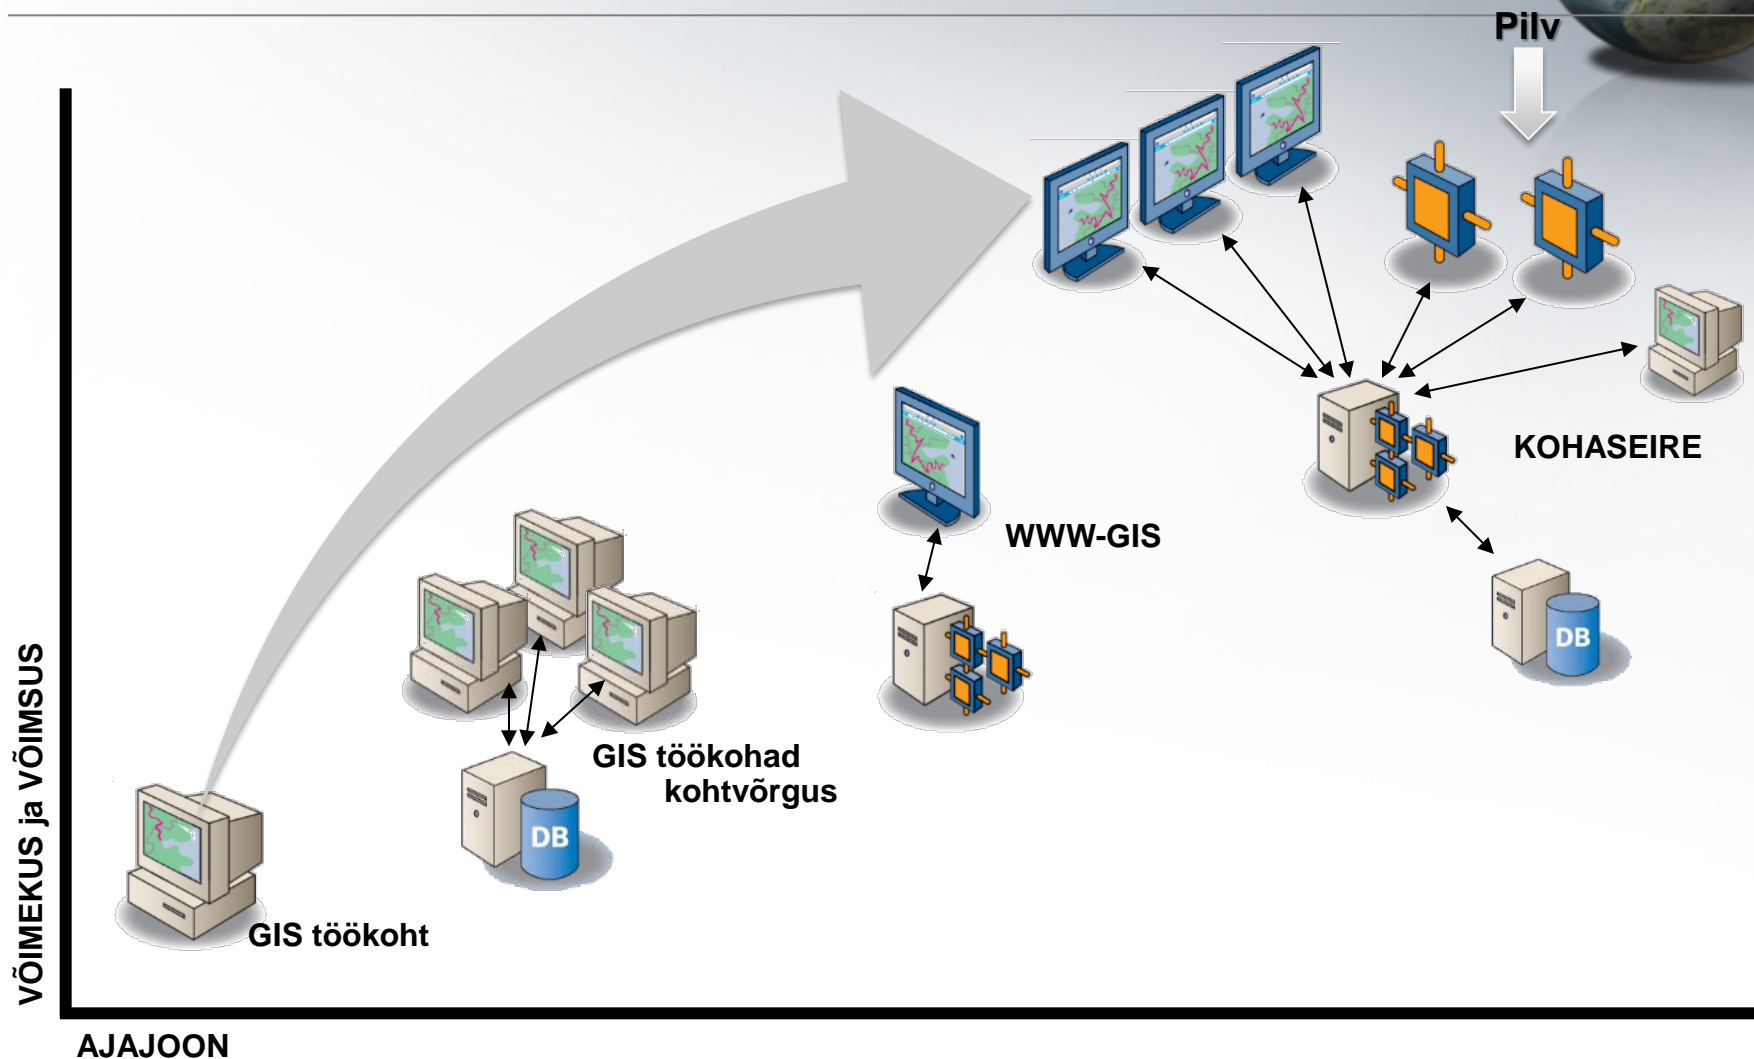 Pilv
KOHASEIRE
WWW-GIS
DB
GIS töökohad
kohtvõrgus
DB
GIS töökoht
VÕIMEKUS ja VÕIMSUS
AJAJOON